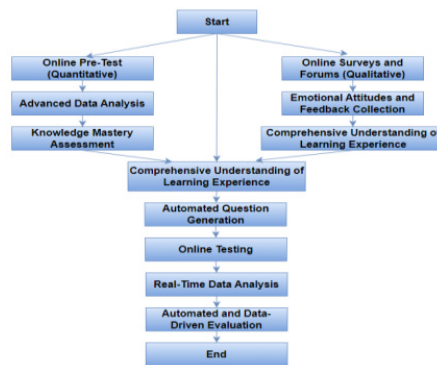 Start
Online Pre-Test
(Quantitative)
Online Surveys and
Forums (Qualitative)
Advanced Data Analysis
Emotional Attitudes and
Feedback Collection
Knowledge Mastery
Assessment
Comprehensive Understanding of
Learning Experience
Comprehensive Understanding of
Learning Experience
Automated Question
Generation
Online Testing
Real-Time Data Analysis
Automated and Data-
Driven Evaluation
End